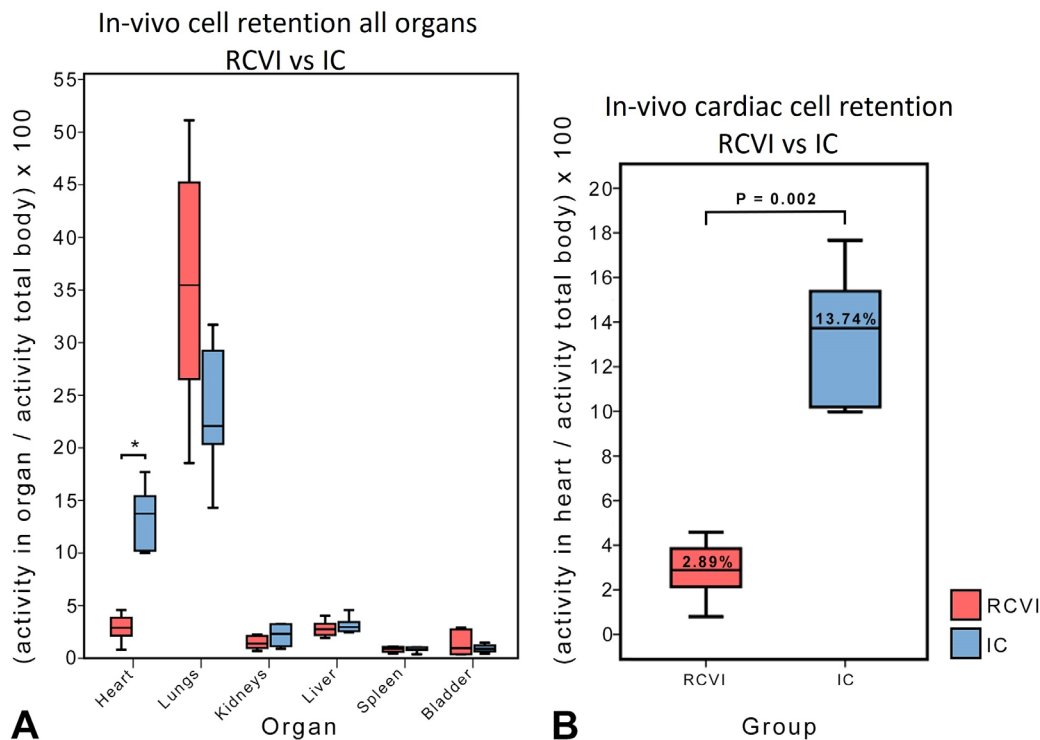 In-vivo cell retention all organs
RCVI vs IC
(activity in organ / activity total body) x 100
55
50
45
40
35
30
25
20
15
10
5
0
*
Heart
Lungs
Kidneys
Liver
Spleen
Bladder
Organ
A
In-vivo cardiac cell retention
RCVI vs IC
(activity in heart / activity total body) x 100
20
18
16
14
12
10
8
6
4
2
0
P = 0.002
13.74%
2.89%
RCVI
IC
Group
B
RCVI
IC